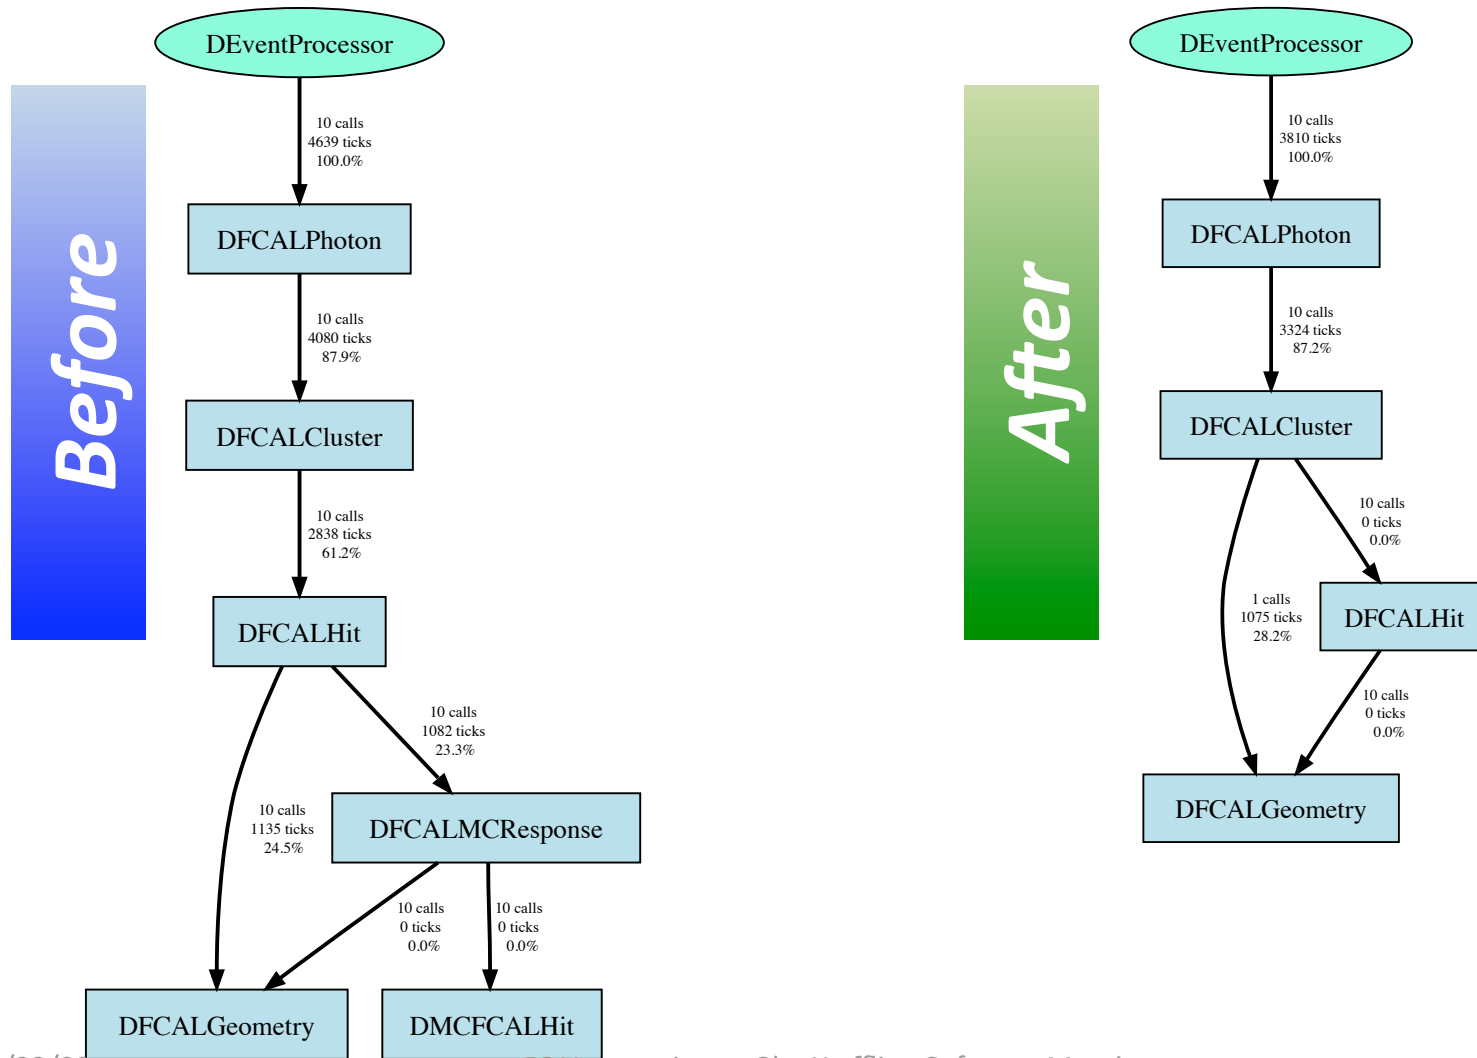 DEventProcessor
10 calls
4639 ticks
100.0%
DFCALPhoton
10 calls
4080 ticks
87.9%
DFCALCluster
10 calls
2838 ticks
61.2%
DFCALHit
10 calls
1082 ticks
23.3%
10 calls
1135 ticks
24.5%
DFCALMCResponse
10 calls
0 ticks
0.0%
10 calls
0 ticks
0.0%
DFCALGeometry
DMCFCALHit
Before
DEventProcessor
10 calls
3810 ticks
100.0%
DFCALPhoton
10 calls
3324 ticks
87.2%
DFCALCluster
10 calls
0 ticks
0.0%
1 calls
1075 ticks
28.2%
DFCALHit
10 calls
0 ticks
0.0%
DFCALGeometry
After